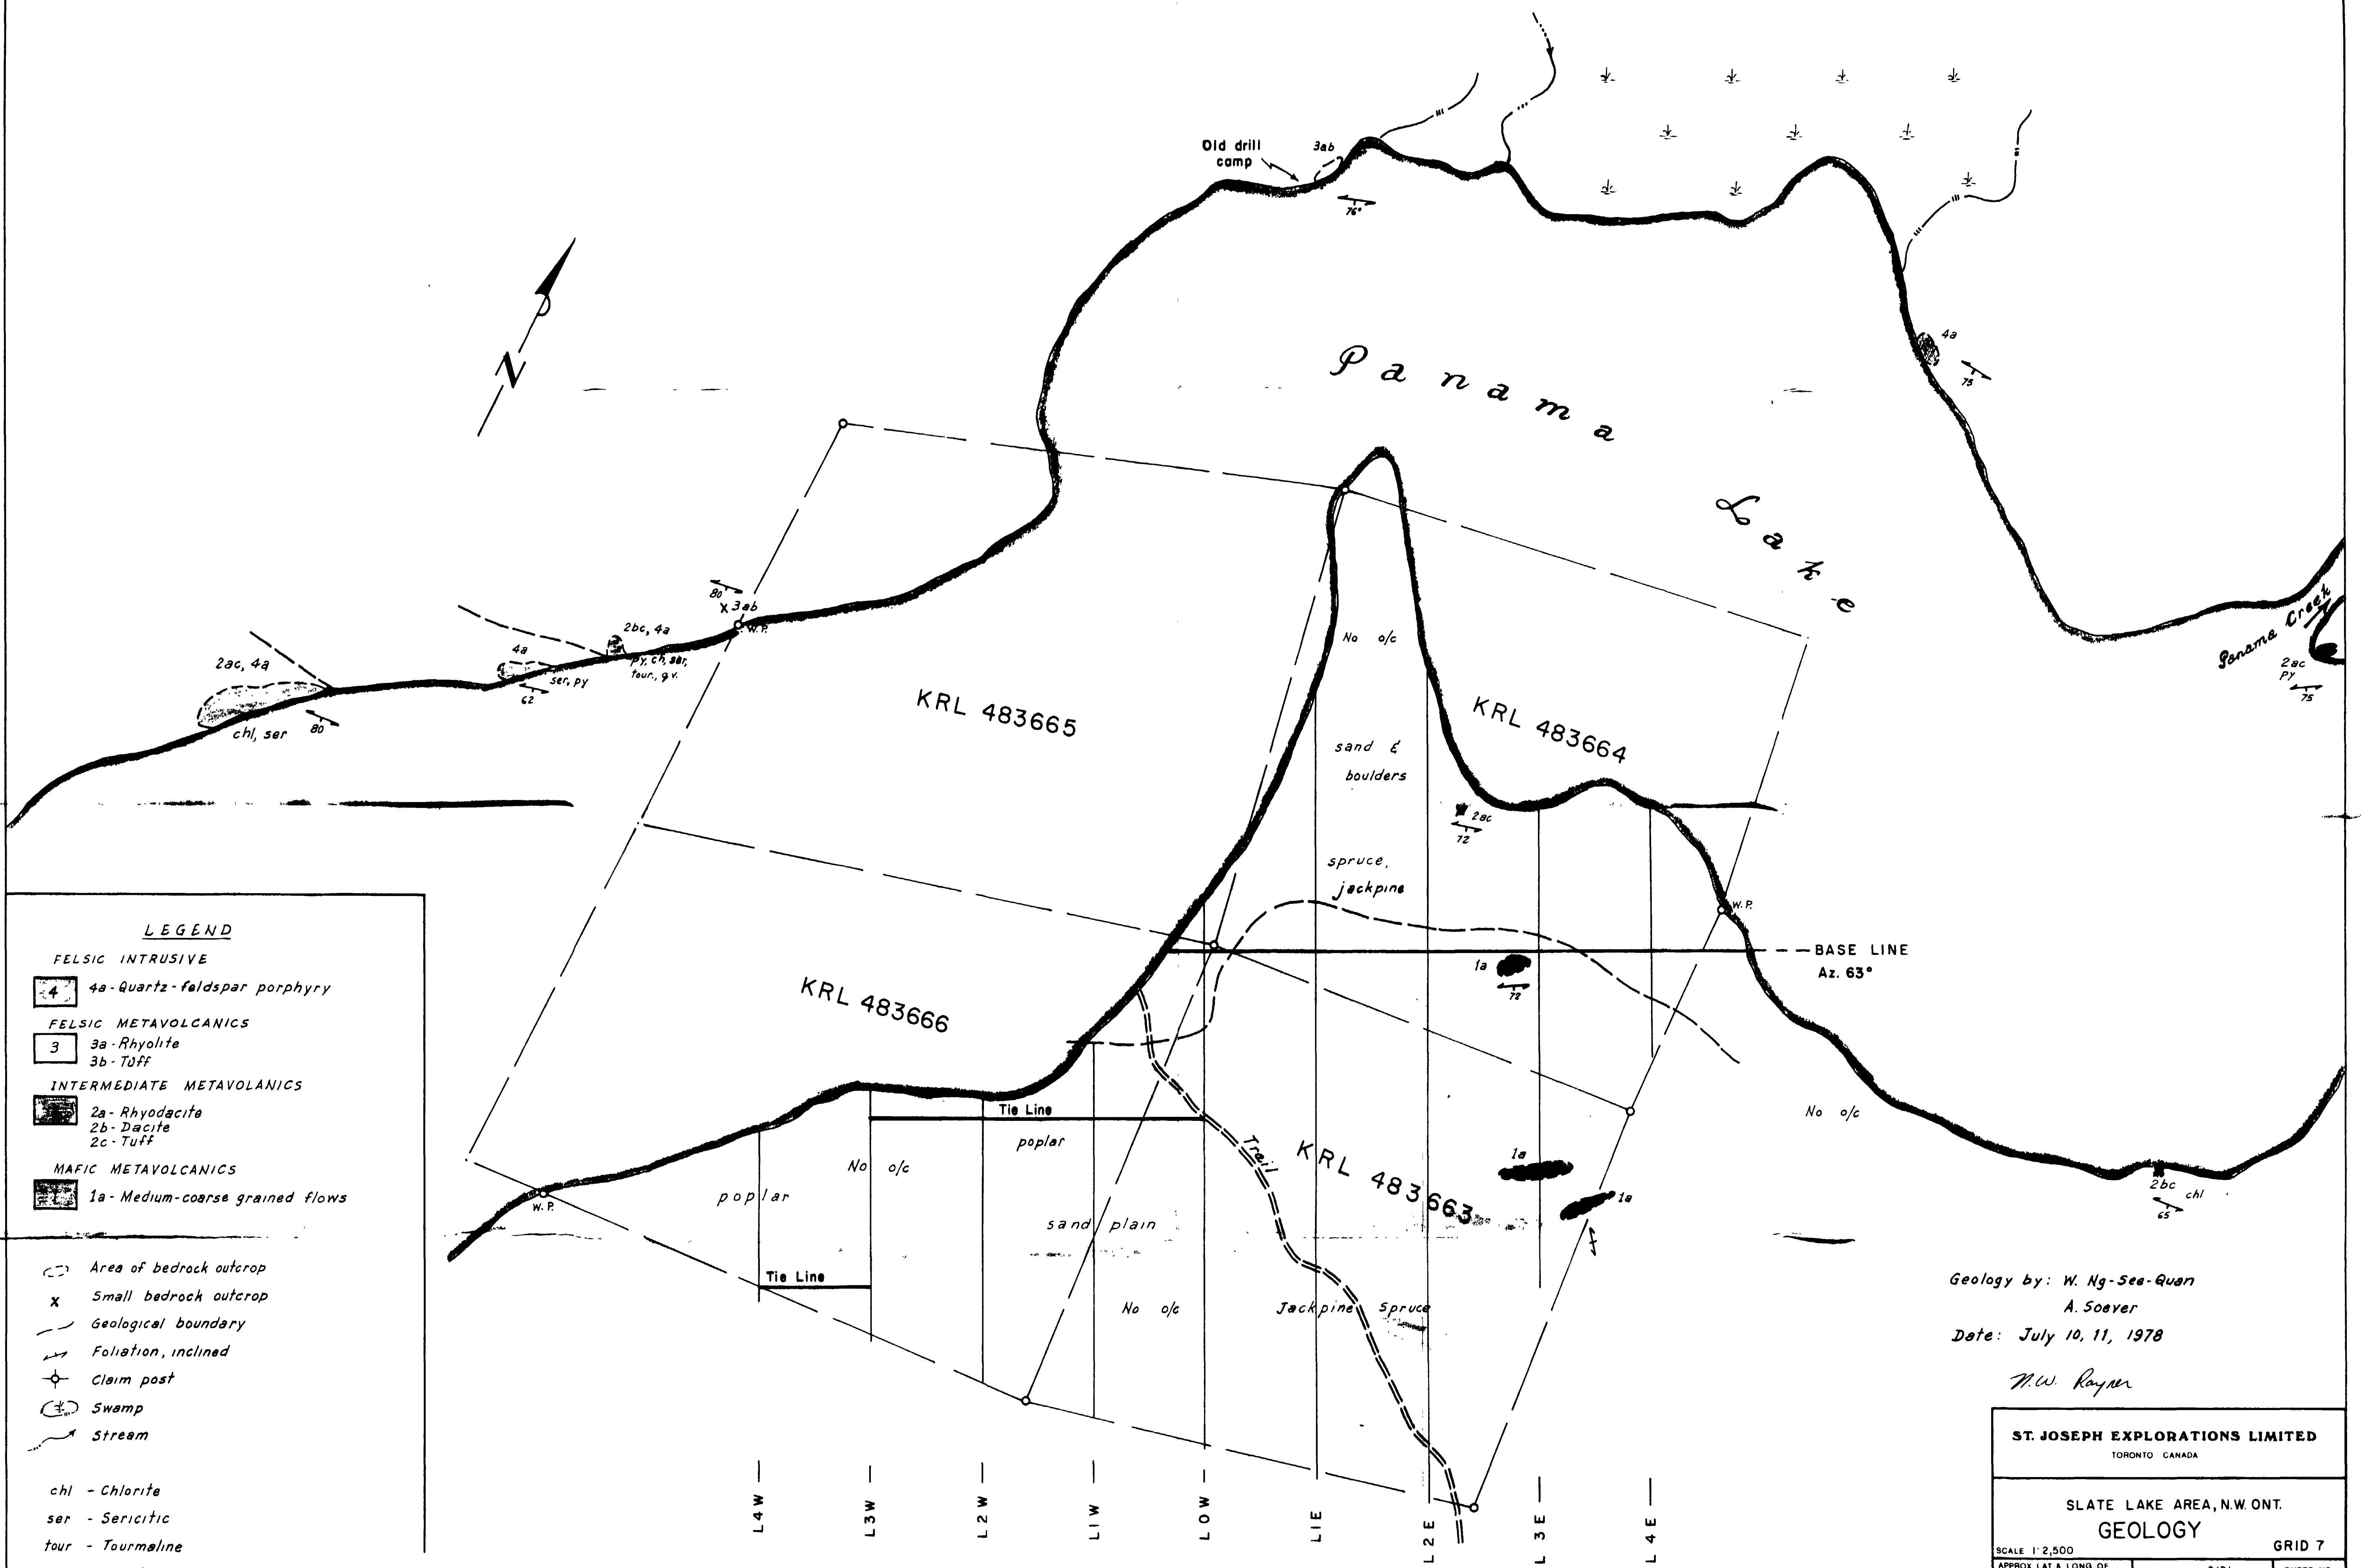 Old drill
camp
3ab
76°
N
4a
75
Panama
Lake
80
x 3ab
W.P.
2bc, 4a
py, ch, ser,
tour., q.v.
4a
ser, py
62
2ac, 4a
chl, ser
80
No o/c
KRL 483665
KRL 483664
Panama Creek
2ac
py
75
sand &
boulders
2ac
72
spruce,
jackpine
W.P.
BASE LINE
Az. 63°
1a
72
KRL 483666
Tie Line
poplar
No o/c
poplar
W.P.
Trail
KRL 483663
1a
1a
No o/c
2bc
chl
65
sand plain
Tie Line
No o/c
Jackpine Spruce
L4W
L3W
L2W
L1W
L0W
L1E
L2E
L3E
L4E
LEGEND
FELSIC INTRUSIVE
4
4a - Quartz-feldspar porphyry
FELSIC METAVOLCANICS
3
3a - Rhyolite
3b - Tuff
INTERMEDIATE METAVOLANICS
2a - Rhyodacite
2b - Dacite
2c - Tuff
MAFIC METAVOLCANICS
1
1a - Medium-coarse grained flows
Area of bedrock outcrop
x Small bedrock outcrop
Geological boundary
Foliation, inclined
Claim post
Swamp
Stream
chl - Chlorite
ser - Sericitic
tour - Tourmaline
Geology by: W. Ng-See-Quan
A. Soever
Date: July 10, 11, 1978
N.W. Rayner
ST. JOSEPH EXPLORATIONS LIMITED
TORONTO CANADA
SLATE LAKE AREA, N.W. ONT.
GEOLOGY
SCALE 1:2,500
GRID 7
APPROX LAT & LONG OF